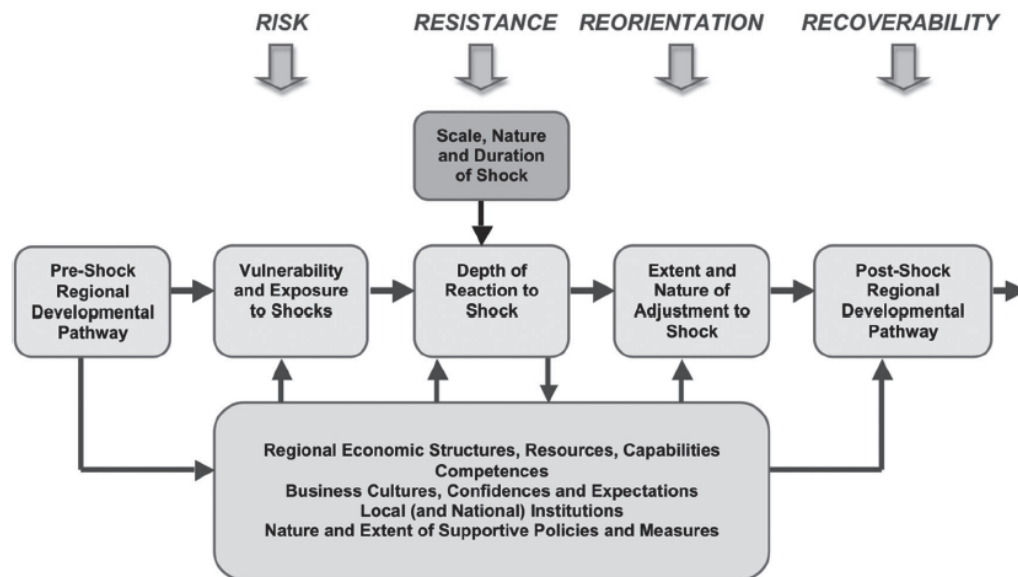 RISK
RESISTANCE
REORIENTATION
RECOVERABILITY
Scale, Nature
and Duration
of Shock
Pre-Shock
Regional
Developmental
Pathway
Vulnerability
and Exposure
to Shocks
Depth of
Reaction to
Shock
Extent and
Nature of
Adjustment to
Shock
Post-Shock
Regional
Developmental
Pathway
Regional Economic Structures, Resources, Capabilities
Competences
Business Cultures, Confidences and Expectations
Local (and National) Institutions
Nature and Extent of Supportive Policies and Measures